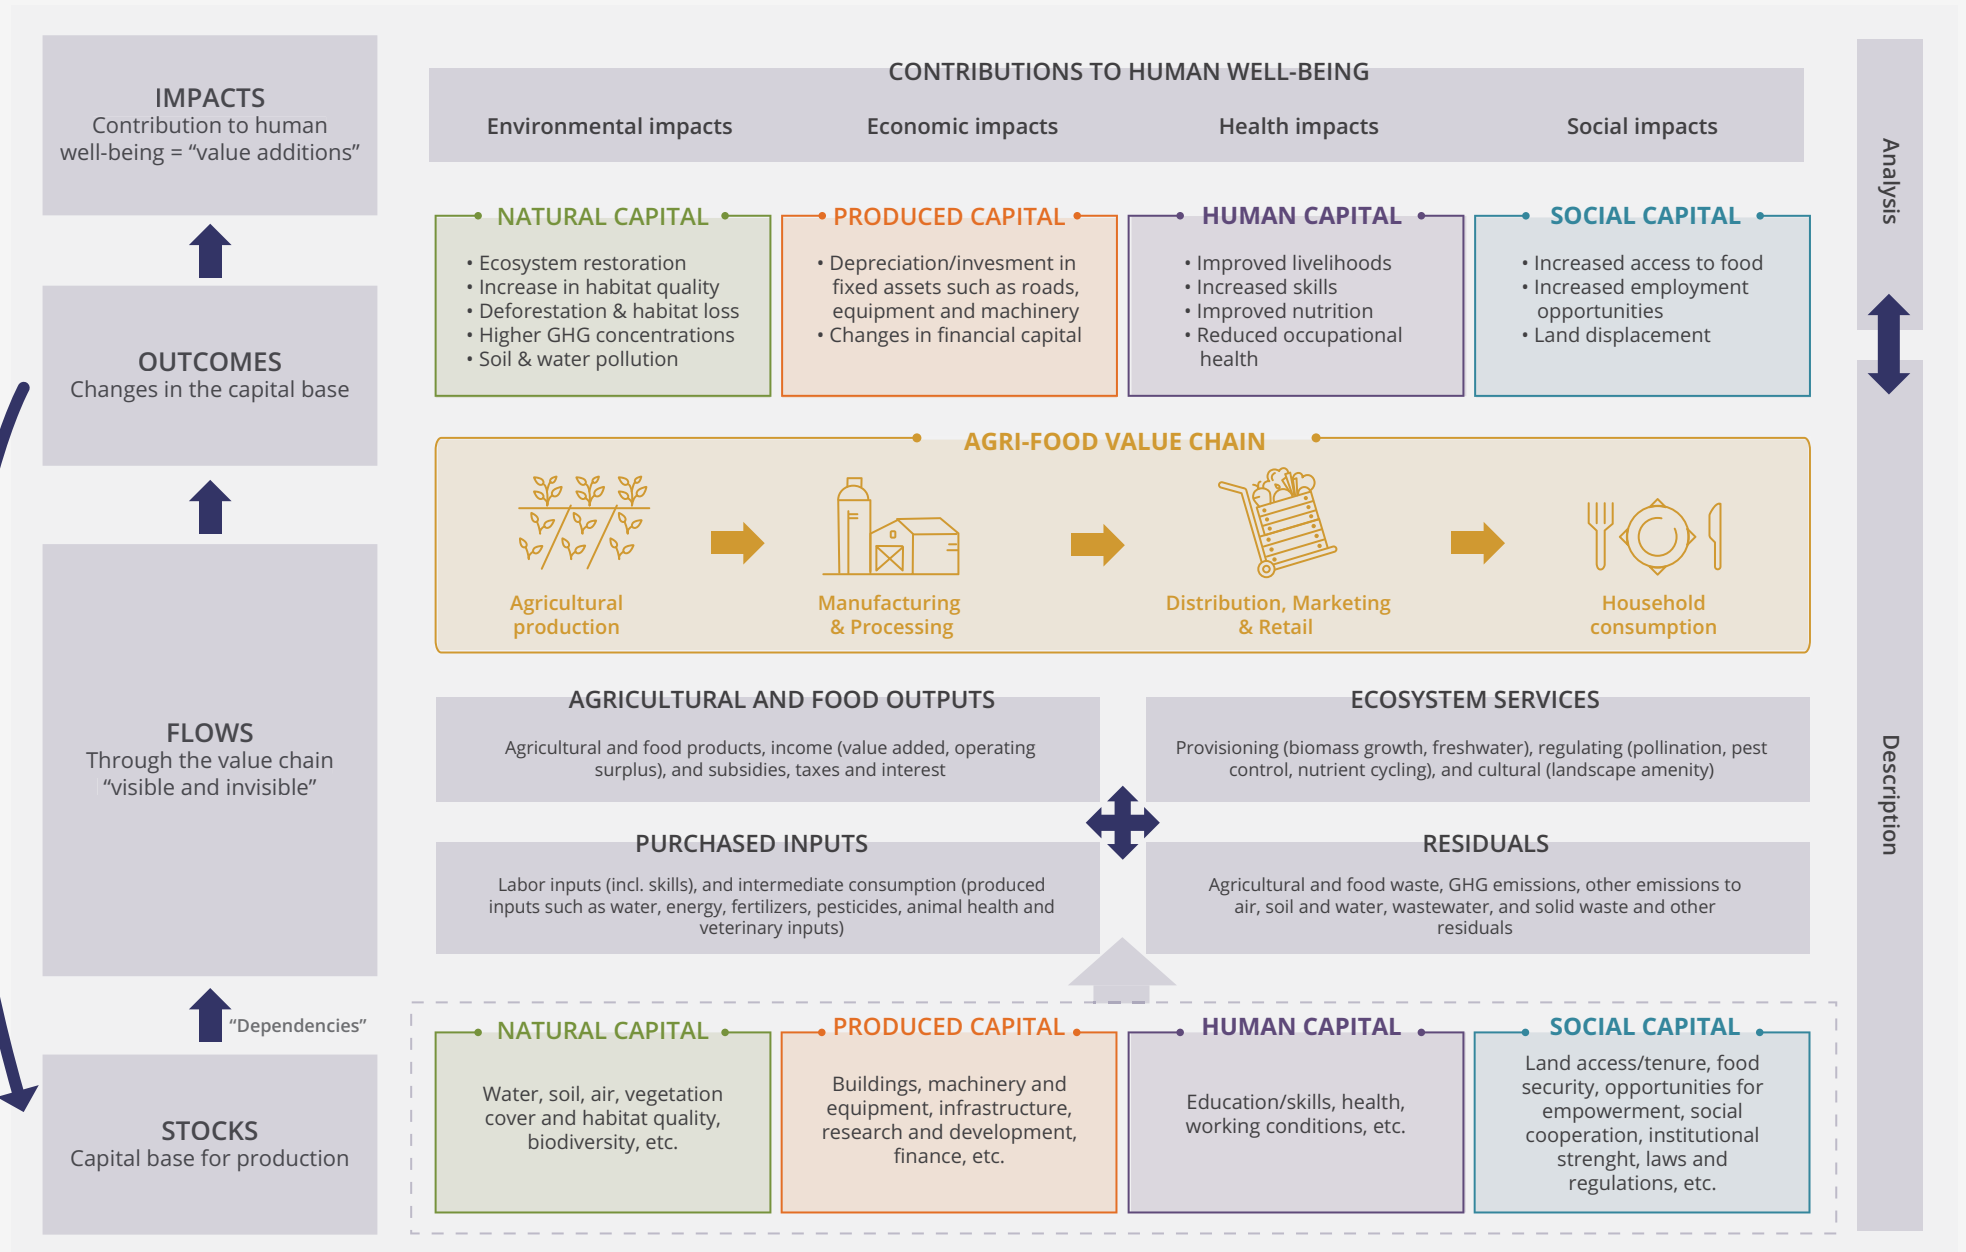 IMPACTS
Contribution to human
well-being = “value additions”
OUTCOMES
Changes in the capital base
FLOWS
Through the value chain
“visible and invisible”
“Dependencies”
STOCKS
Capital base for production
CONTRIBUTIONS TO HUMAN WELL-BEING
Environmental impacts
Economic impacts
Health impacts
Social impacts
NATURAL CAPITAL
• Ecosystem restoration
• Increase in habitat quality
• Deforestation & habitat loss
• Higher GHG concentrations
• Soil & water pollution
PRODUCED CAPITAL
• Depreciation/invesment in
fixed assets such as roads,
equipment and machinery
• Changes in financial capital
HUMAN CAPITAL
• Improved livelihoods
• Increased skills
• Improved nutrition
• Reduced occupational
health
SOCIAL CAPITAL
• Increased access to food
• Increased employment
opportunities
• Land displacement
AGRI-FOOD VALUE CHAIN
Agricultural
production
Manufacturing
& Processing
Distribution, Marketing
& Retail
Household
consumption
AGRICULTURAL AND FOOD OUTPUTS
Agricultural and food products, income (value added, operating
surplus), and subsidies, taxes and interest
ECOSYSTEM SERVICES
Provisioning (biomass growth, freshwater), regulating (pollination, pest
control, nutrient cycling), and cultural (landscape amenity)
PURCHASED INPUTS
Labor inputs (incl. skills), and intermediate consumption (produced
inputs such as water, energy, fertilizers, pesticides, animal health and
veterinary inputs)
RESIDUALS
Agricultural and food waste, GHG emissions, other emissions to
air, soil and water, wastewater, and solid waste and other
residuals
NATURAL CAPITAL
Water, soil, air, vegetation
cover and habitat quality,
biodiversity, etc.
PRODUCED CAPITAL
Buildings, machinery and
equipment, infrastructure,
research and development,
finance, etc.
HUMAN CAPITAL
Education/skills, health,
working conditions, etc.
SOCIAL CAPITAL
Land access/tenure, food
security, opportunities for
empowerment, social
cooperation, institutional
strenght, laws and
regulations, etc.
Analysis
Description